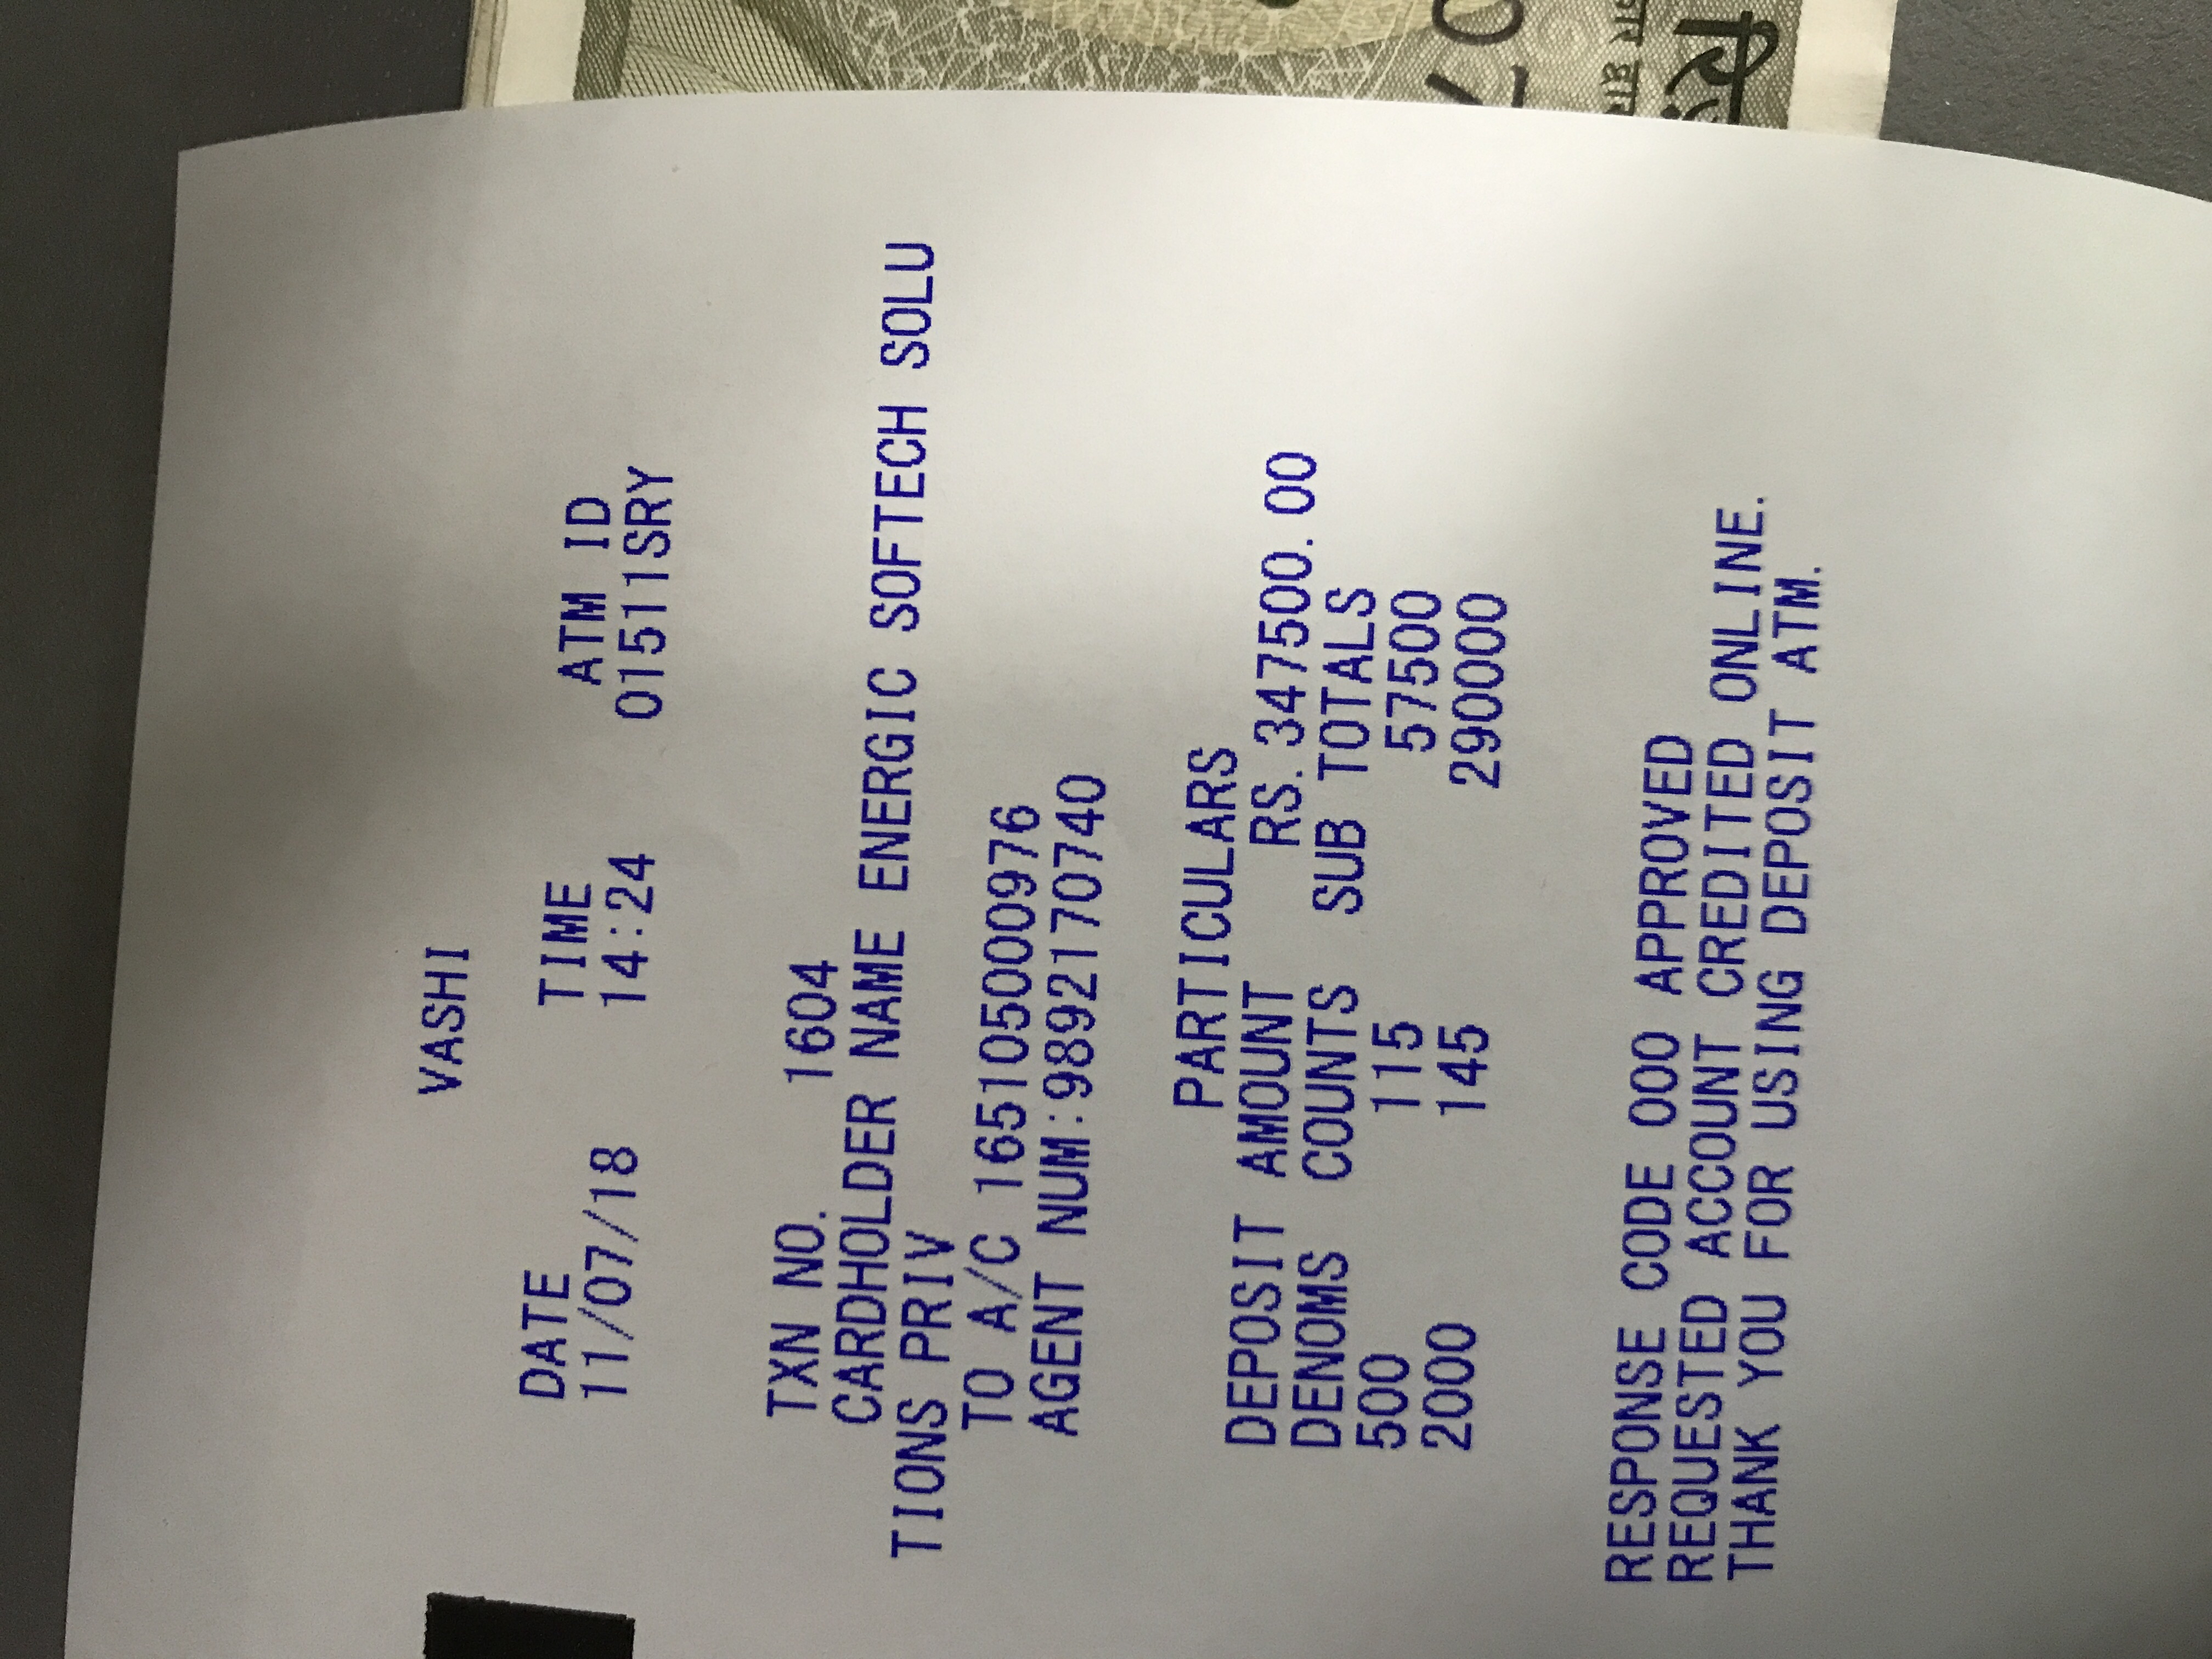 VASHI
DATE TIME ATM ID
11/07/18 14:24 01511SRY
TXN NO. 1604
CARDHOLDER NAME ENERGIC SOFTECH SOLU
TIONS PRIV
TO A/C 165105000976
AGENT NUM:9892170740
PARTICULARS
DEPOSIT AMOUNT RS.347500.00
DENOMS COUNTS SUB TOTALS
500 115 57500
2000 145 290000
RESPONSE CODE 000 APPROVED
REQUESTED ACCOUNT CREDITED ONLINE.
THANK YOU FOR USING DEPOSIT ATM.